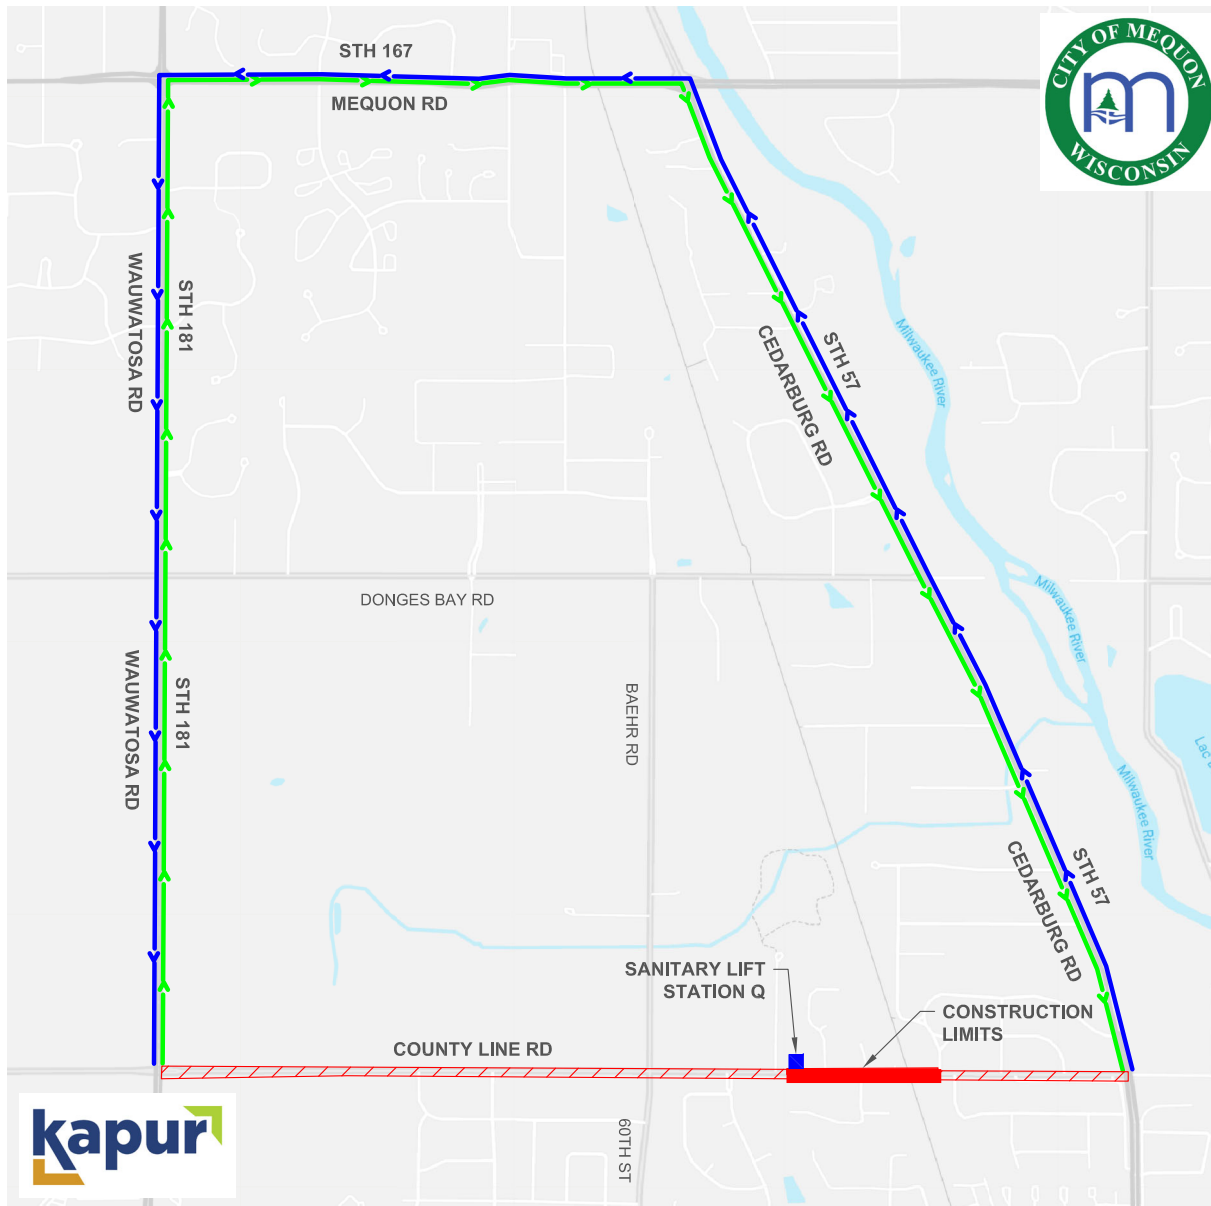 STH 167
MEQUON RD
CITY OF MEQUON
m
WISCONSIN
WAUWATOSA RD
STH 181
Milwaukee River
STH 57
CEDARBURG RD
DONGES BAY RD
Milwaukee River
WAUWATOSA RD
STH 181
BAEHR RD
Lac
Milwaukee River
STH 57
CEDARBURG RD
SANITARY LIFT
STATION Q
CONSTRUCTION
LIMITS
COUNTY LINE RD
kapur
60TH ST